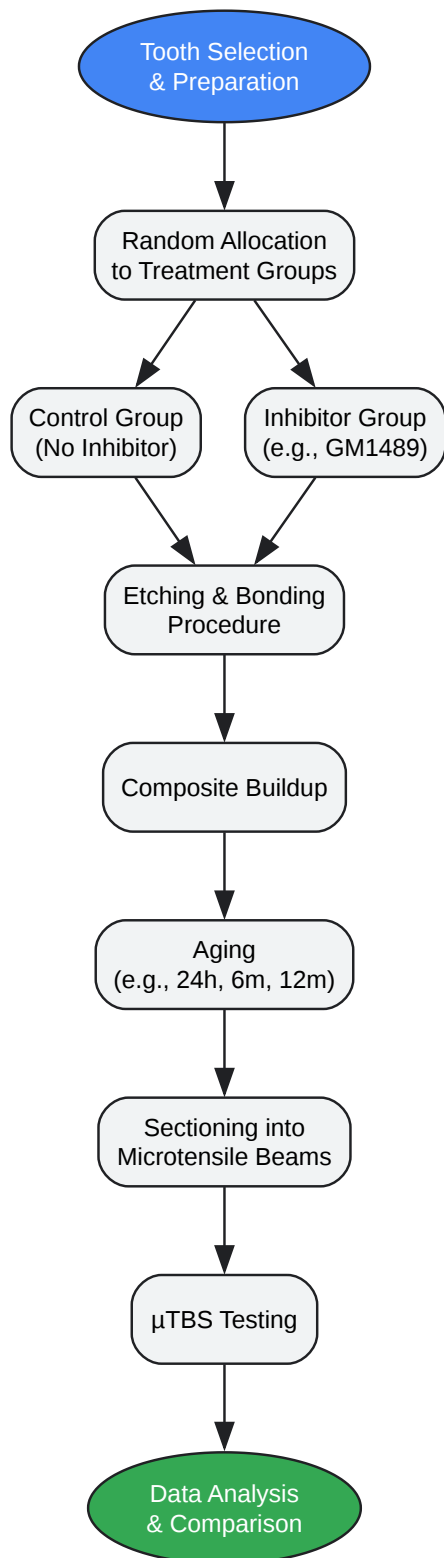 Tooth Selection
& Preparation
Random Allocation
to Treatment Groups
Control Group
(No Inhibitor)
Inhibitor Group
(e.g., GM1489)
Etching & Bonding
Procedure
Composite Buildup
Aging
(e.g., 24h, 6m, 12m)
Sectioning into
Microtensile Beams
µTBS Testing
Data Analysis
& Comparison